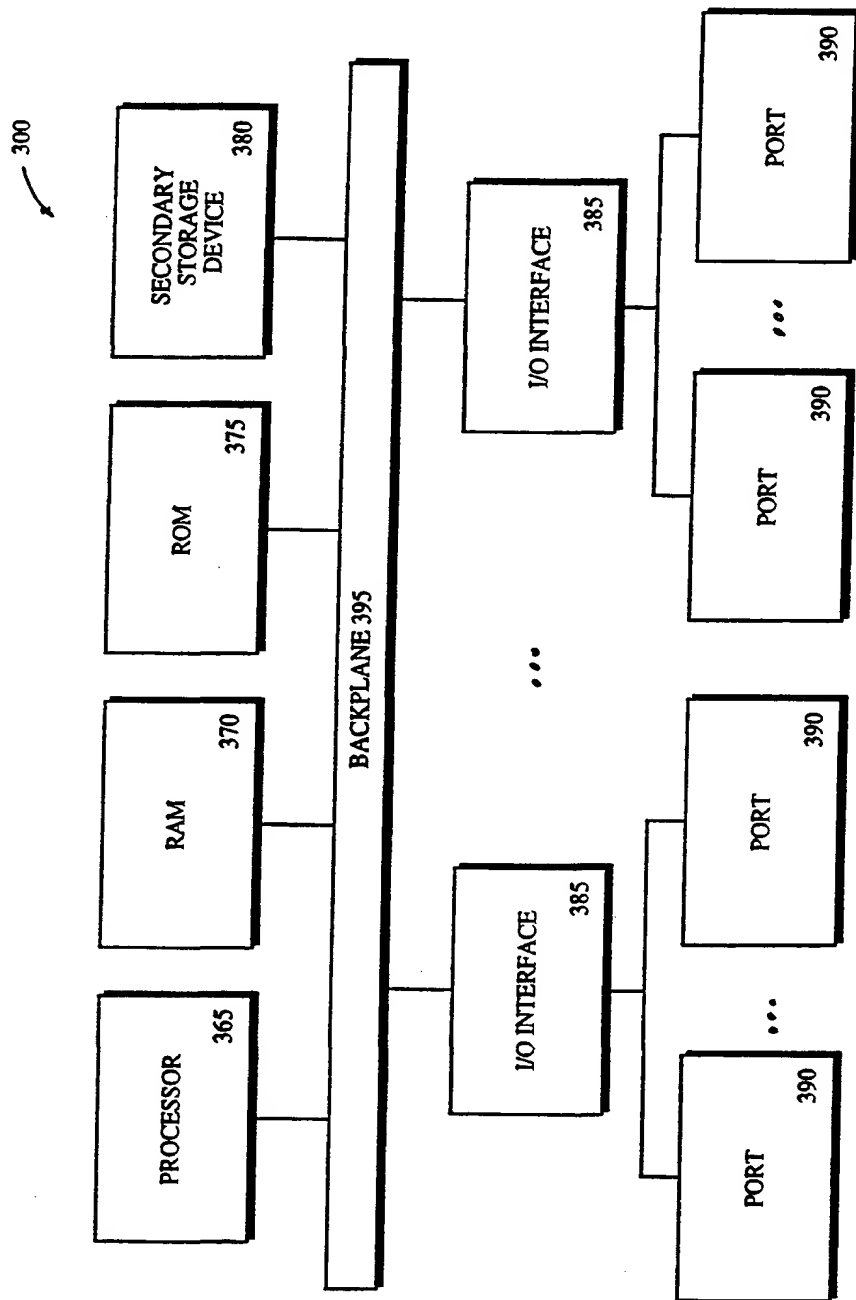 300
PROCESSOR
365
RAM
370
ROM
375
SECONDARY
STORAGE
DEVICE
380
BACKPLANE 395
I/O INTERFACE
385
...
I/O INTERFACE
385
PORT
390
...
PORT
390
PORT
390
...
PORT
390